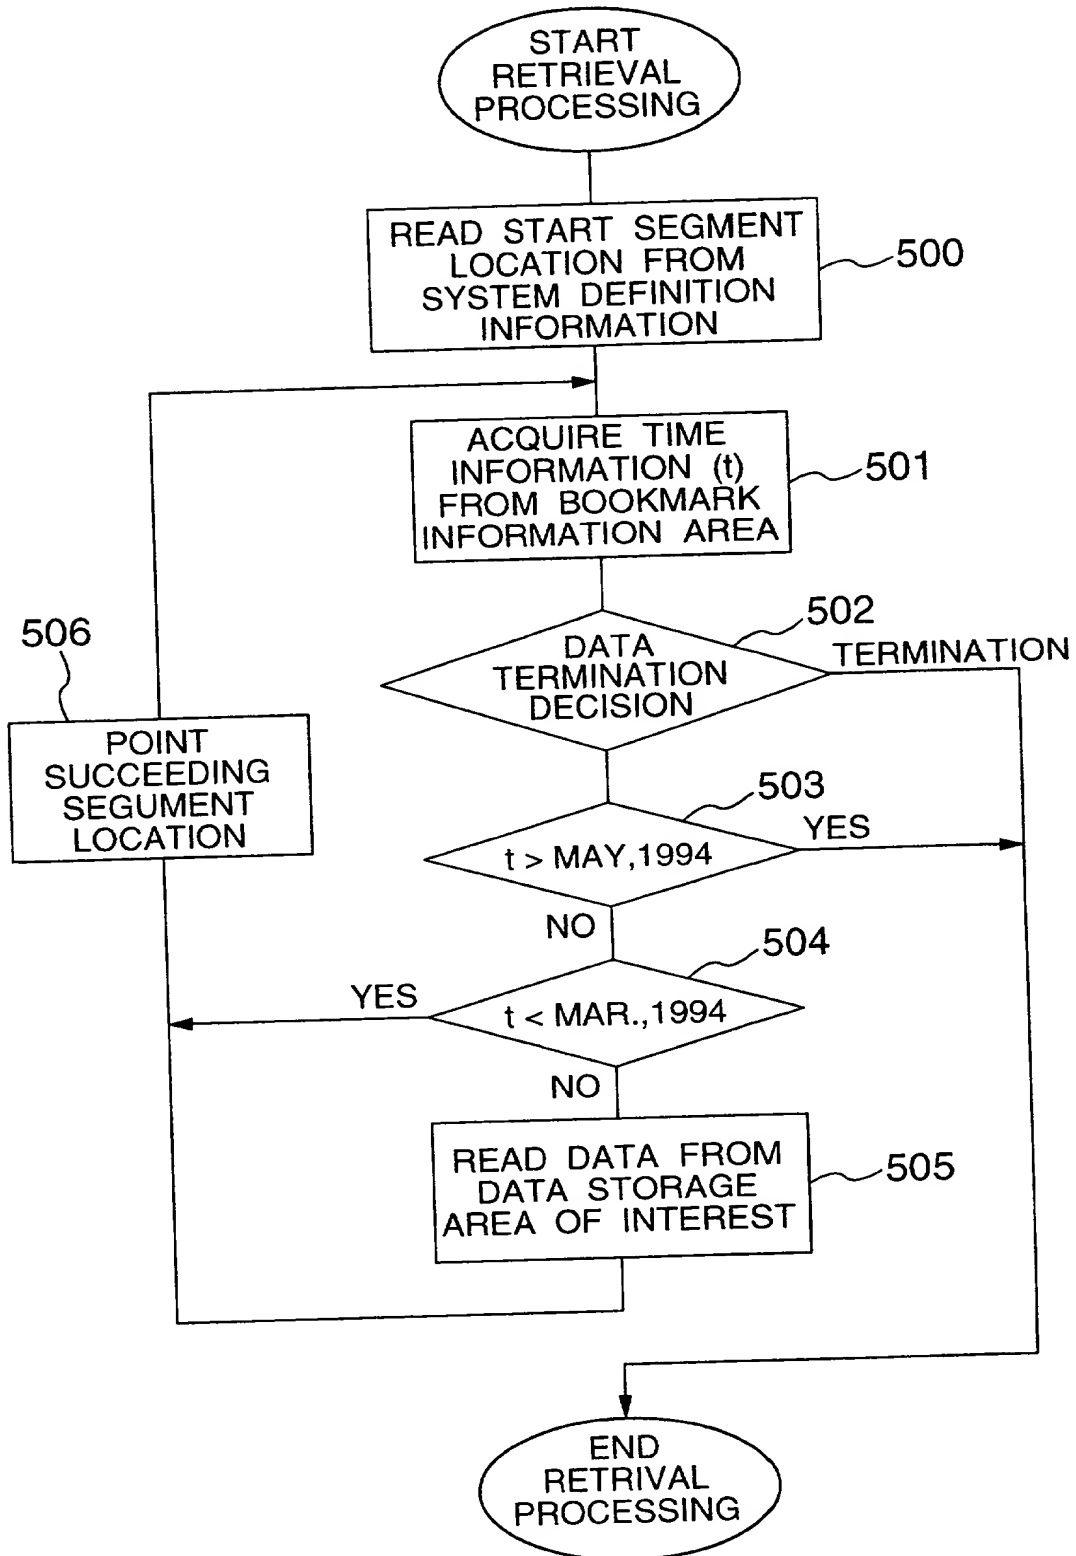 START
RETRIEVAL
PROCESSING
READ START SEGMENT
LOCATION FROM
SYSTEM DEFINITION
INFORMATION
500
ACQUIRE TIME
INFORMATION (t)
FROM BOOKMARK
INFORMATION AREA
501
502
DATA
TERMINATION
DECISION
TERMINATION
506
POINT
SUCCEEDING
SEGUMENT
LOCATION
503
t > MAY,1994
YES
NO
504
t < MAR.,1994
YES
NO
READ DATA FROM
DATA STORAGE
AREA OF INTEREST
505
END
RETRIVAL
PROCESSING